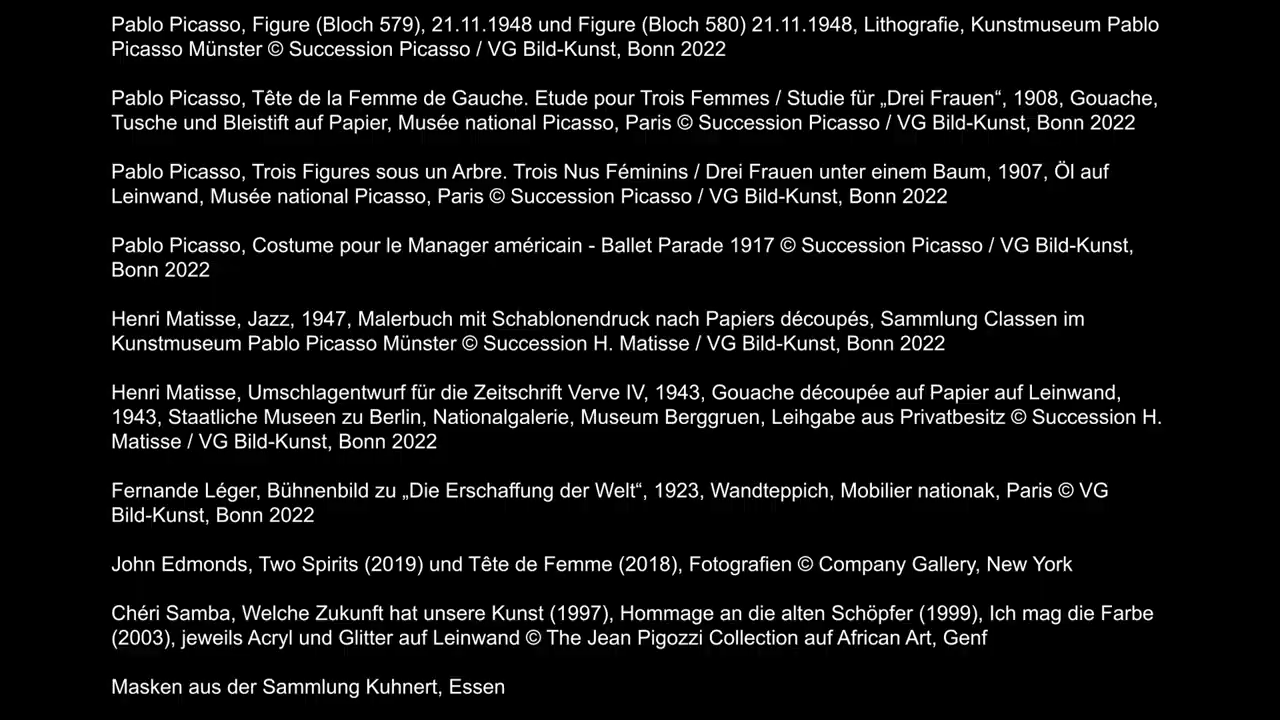 Pablo Picasso, Figure (Bloch 579), 21.11.1948 und Figure (Bloch 580) 21.11.1948, Lithografie, Kunstmuseum Pablo
Picasso Münster © Succession Picasso / VG Bild-Kunst, Bonn 2022
Pablo Picasso, Tête de la Femme de Gauche. Etude pour Trois Femmes / Studie für „Drei Frauen“, 1908, Gouache,
Tusche und Bleistift auf Papier, Musée national Picasso, Paris © Succession Picasso / VG Bild-Kunst, Bonn 2022
Pablo Picasso, Trois Figures sous un Arbre. Trois Nus Féminins / Drei Frauen unter einem Baum, 1907, Öl auf
Leinwand, Musée national Picasso, Paris © Succession Picasso / VG Bild-Kunst, Bonn 2022
Pablo Picasso, Costume pour le Manager américain - Ballet Parade 1917 © Succession Picasso / VG Bild-Kunst,
Bonn 2022
Henri Matisse, Jazz, 1947, Malerbuch mit Schablonendruck nach Papiers découpés, Sammlung Classen im
Kunstmuseum Pablo Picasso Münster © Succession H. Matisse / VG Bild-Kunst, Bonn 2022
Henri Matisse, Umschlagentwurf für die Zeitschrift Verve IV, 1943, Gouache découpée auf Papier auf Leinwand,
1943, Staatliche Museen zu Berlin, Nationalgalerie, Museum Berggruen, Leihgabe aus Privatbesitz © Succession H.
Matisse / VG Bild-Kunst, Bonn 2022
Fernande Léger, Bühnenbild zu „Die Erschaffung der Welt“, 1923, Wandteppich, Mobilier nationak, Paris © VG
Bild-Kunst, Bonn 2022
John Edmonds, Two Spirits (2019) und Tête de Femme (2018), Fotografien © Company Gallery, New York
Chéri Samba, Welche Zukunft hat unsere Kunst (1997), Hommage an die alten Schöpfer (1999), Ich mag die Farbe
(2003), jeweils Acryl und Glitter auf Leinwand © The Jean Pigozzi Collection auf African Art, Genf
Masken aus der Sammlung Kuhnert, Essen